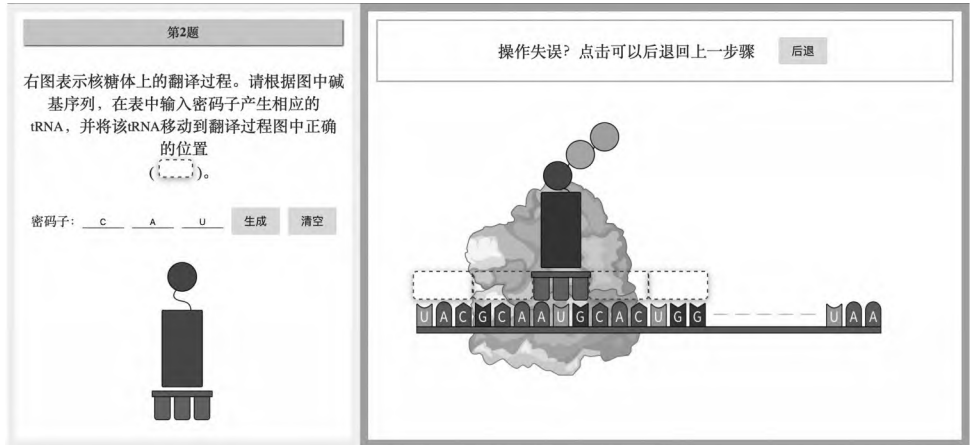 第2题
右图表示核糖体上的翻译过程。请根据图中碱
基序列，在表中输入密码子产生相应的
tRNA，并将该tRNA移动到翻译过程图中正确
的位置
( )。
密码子： C A U 生成 清空
操作失误？点击可以后退回上一步骤 后退
UACGCAAUGCACUGG UAA